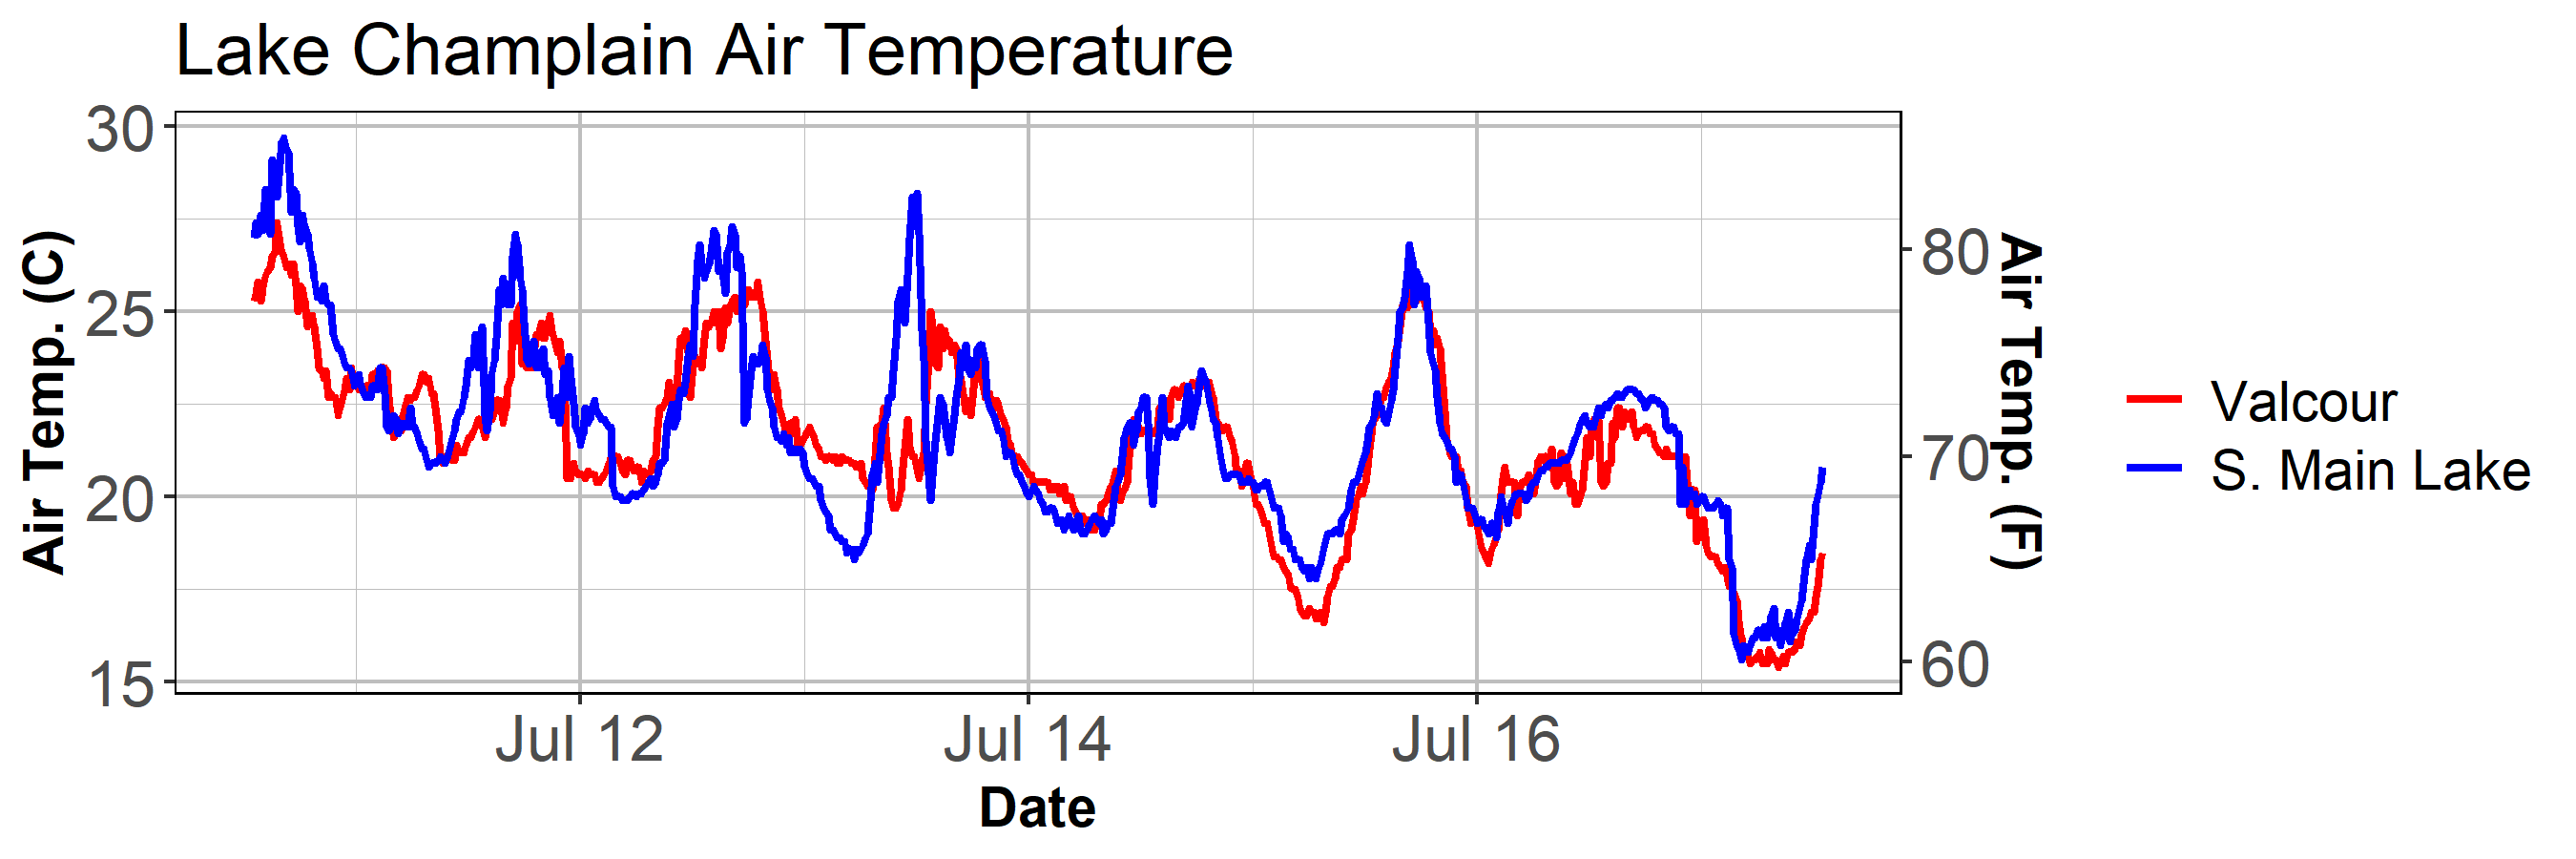 Lake Champlain Air Temperature
Air Temp. (C)
30
25
20
15
80
70
60
Air Temp. (F)
Jul 12
Jul 14
Jul 16
Date
Valcour
S. Main Lake